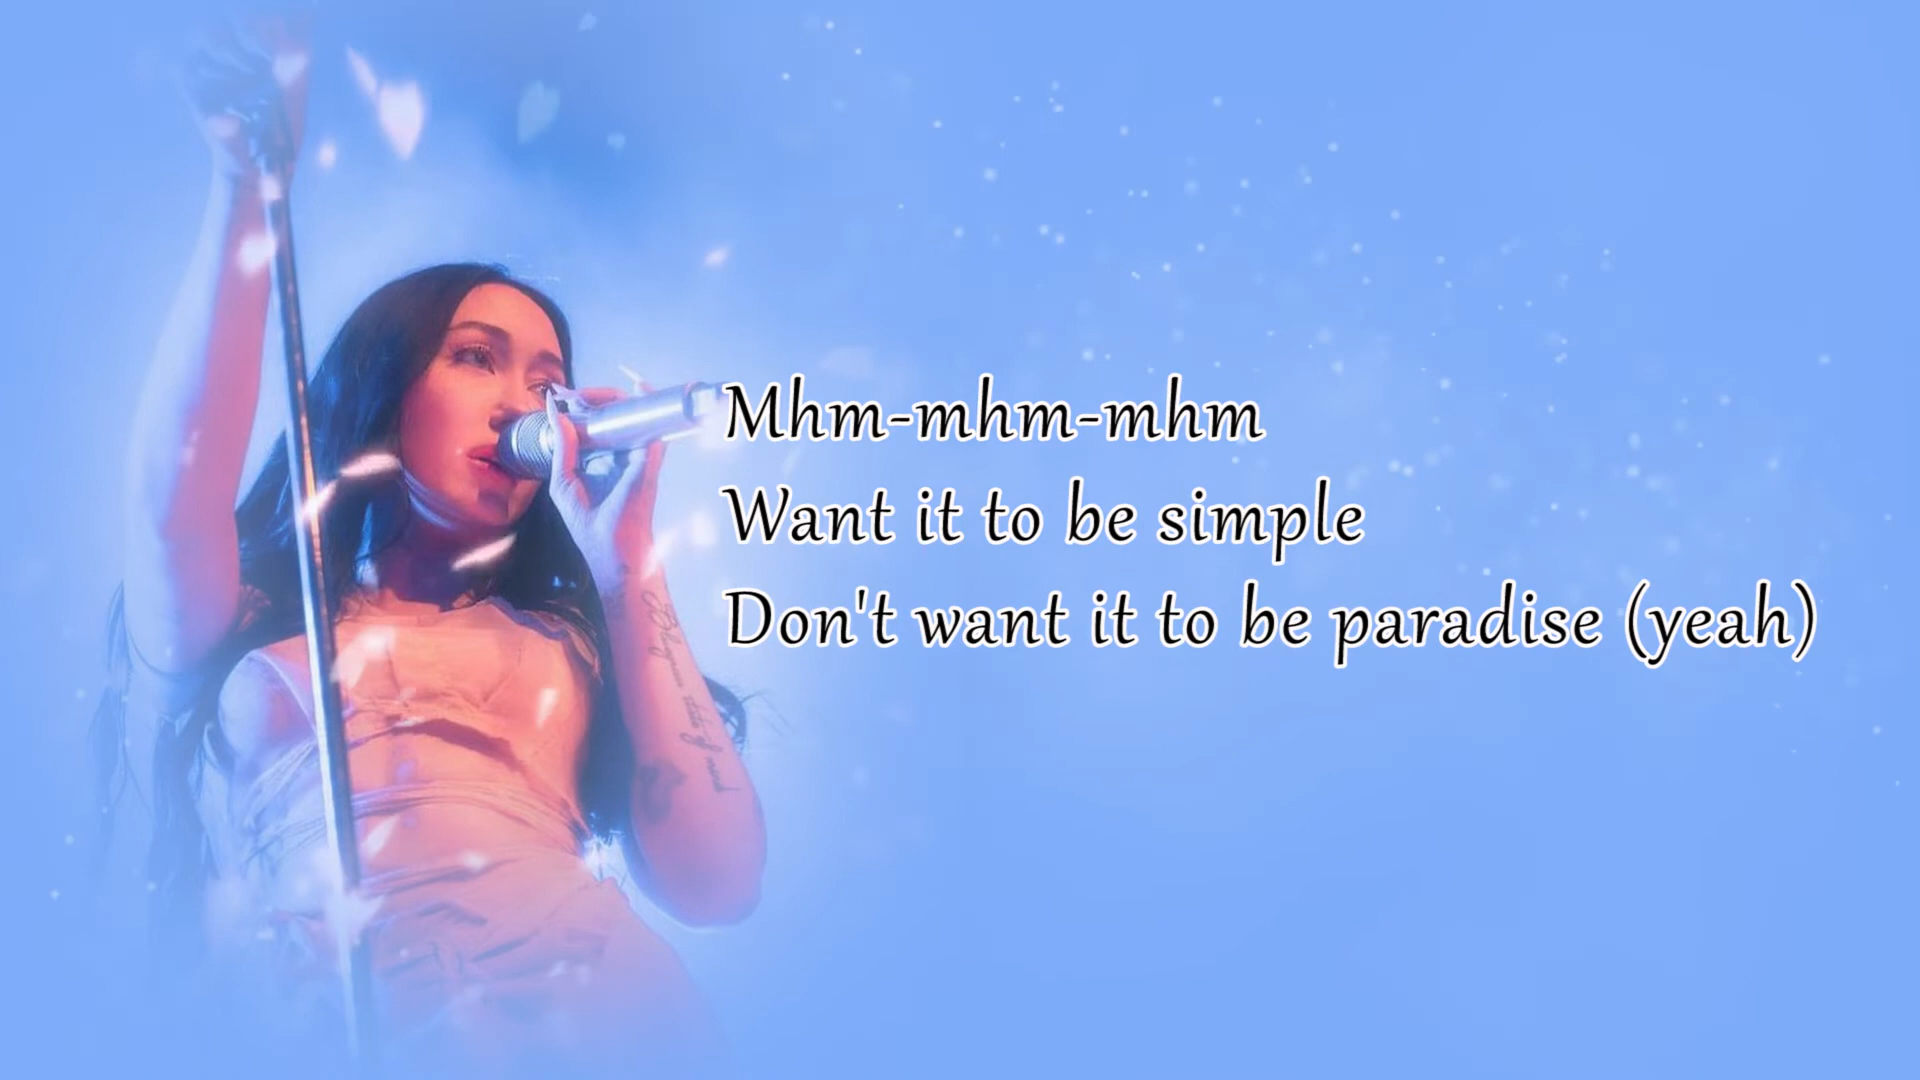 Mhm-mhm-mhm
Want it to be simple
Don't want it to be paradise (yeah)